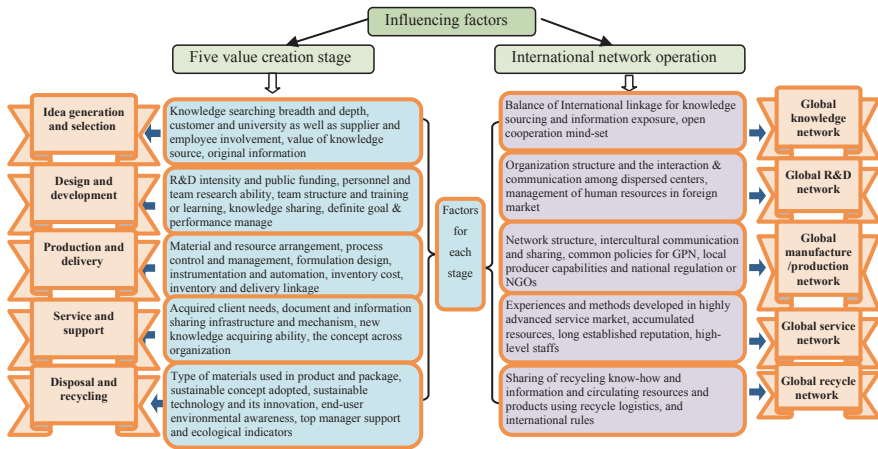 Influencing factors
Five value creation stage
International network operation
Idea generation
and selection
Knowledge searching breadth and depth,
customer and university as well as supplier and
employee involvement, value of knowledge
source, original information
Design and
development
R&D intensity and public funding, personnel and
team research ability, team structure and training
or learning, knowledge sharing, definite goal &
performance manage
Production and
delivery
Material and resource arrangement, process
control and management, formulation design,
instrumentation and automation, inventory cost,
inventory and delivery linkage
Service and
support
Acquired client needs, document and information
sharing infrastructure and mechanism, new
knowledge acquiring ability, the concept across
organization
Disposal and
recycling
Type of materials used in product and package,
sustainable concept adopted, sustainable
technology and its innovation, end-user
environmental awareness, top manager support
and ecological indicators
Factors
for
each
stage
Balance of International linkage for knowledge
sourcing and information exposure, open
cooperation mind-set
Global
knowledge
network
Organization structure and the interaction &
communication among dispersed centers,
management of human resources in foreign
market
Global R&D
network
Network structure, intercultural communication
and sharing, common policies for GPN, local
producer capabilities and national regulation or
NGOs
Global
manufacture
/production
network
Experiences and methods developed in highly
advanced service market, accumulated
resources, long established reputation, high-
level staffs
Global service
network
Sharing of recycling know-how and
information and circulating resources and
products using recycle logistics, and
international rules
Global recycle
network